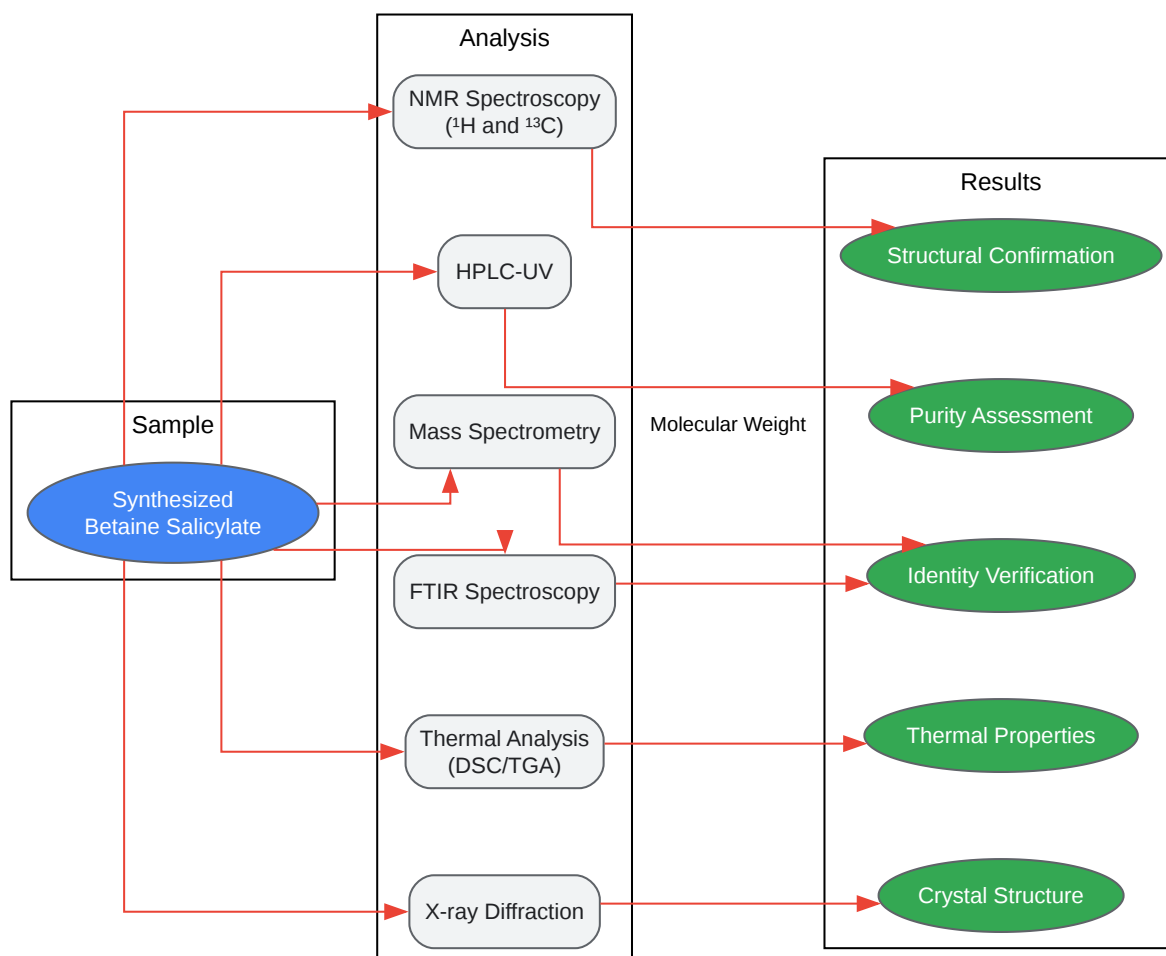 Analysis
NMR Spectroscopy
(¹H and ¹³C)
HPLC-UV
Mass Spectrometry
FTIR Spectroscopy
Thermal Analysis
(DSC/TGA)
X-ray Diffraction
Sample
Synthesized
Betaine Salicylate
Molecular Weight
Results
Structural Confirmation
Purity Assessment
Identity Verification
Thermal Properties
Crystal Structure